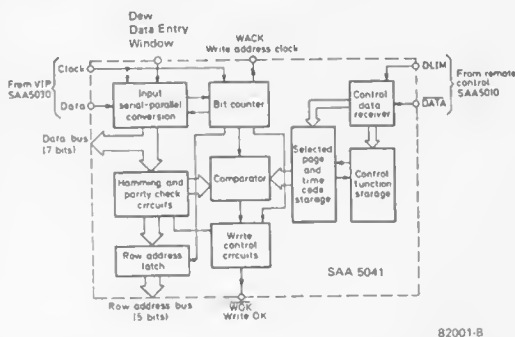 Dew
Data Entry
Window
WACK
Write address clock
Clock
From VIP
SAA5030
Data
DLIM
From remote
control
SAA5010
DATA
Input
serial-parallel
conversion
Bit counter
Control
data
receiver
Data bus
(7 bits)
Selected
page
and
time
code
storage
Control
function
storage
Hamming and
parity check
circuits
Comparator
Row address
latch
Write
control
circuits
SAA 5041
Row address bus
(5 bits)
WOK
Write OK
82001-B